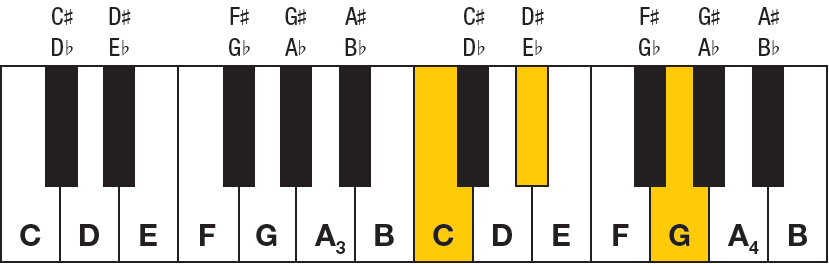 C♯ D♯ F♯ G♯ A♯ C♯ D♯ F♯ G♯ A♯
D♭ E♭ G♭ A♭ B♭ D♭ E♭ G♭ A♭ B♭
C D E F G A₃ B C D E F G A₄ B